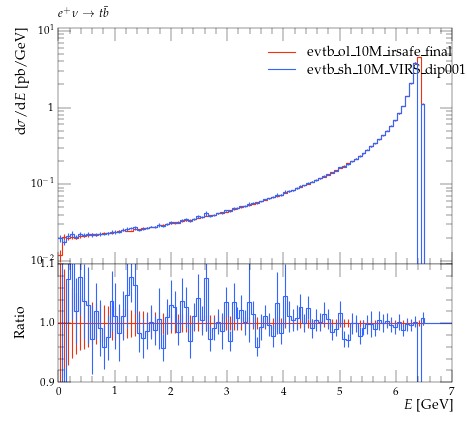 e⁺ν → tb̄
dσ/dE [pb/GeV]
10¹
1
10⁻¹
10⁻²
evtb_ol_10M_irsafe_final
evtb_sh_10M_VIRS_dip001
Ratio
1.1
1.0
0.9
0 1 2 3 4 5 6 7
E [GeV]